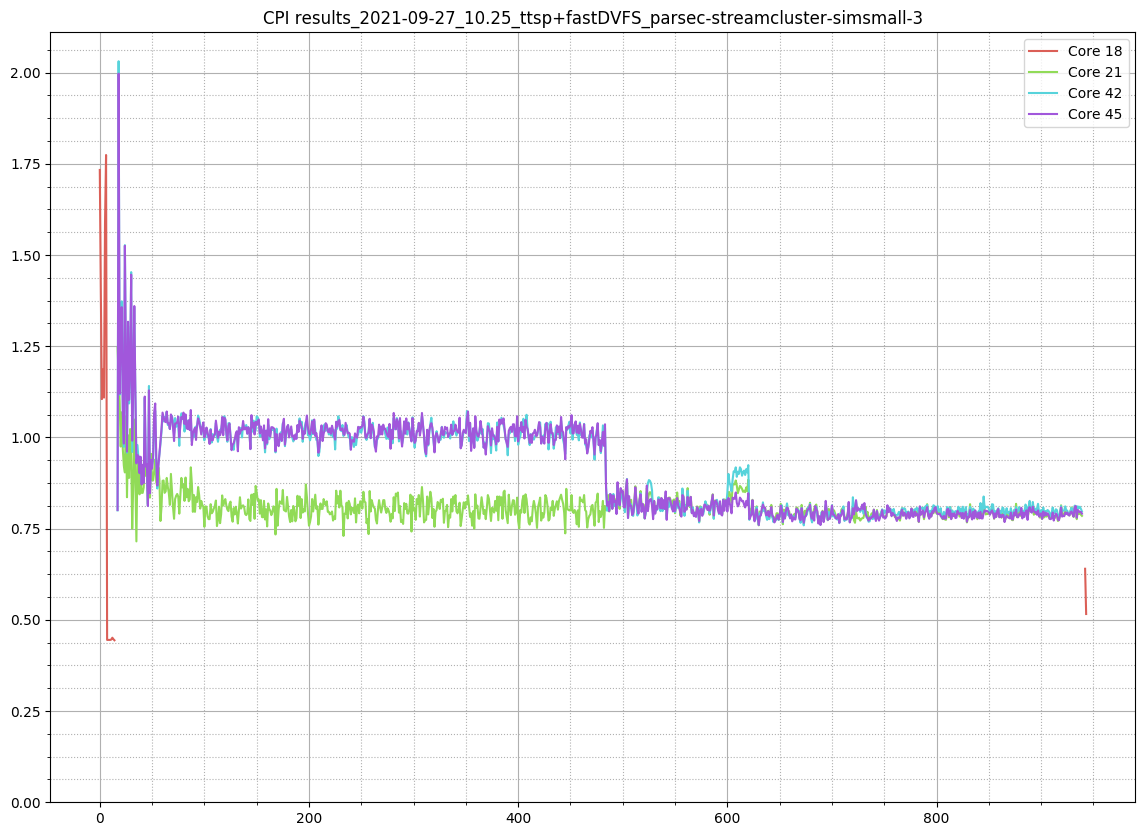 CPI results_2021-09-27_10.25_ttsp+fastDVFS_parsec-streamcluster-simsmall-3
Core 18
Core 21
Core 42
Core 45
2.00
1.75
1.50
1.25
1.00
0.75
0.50
0.25
0.00
0 200 400 600 800